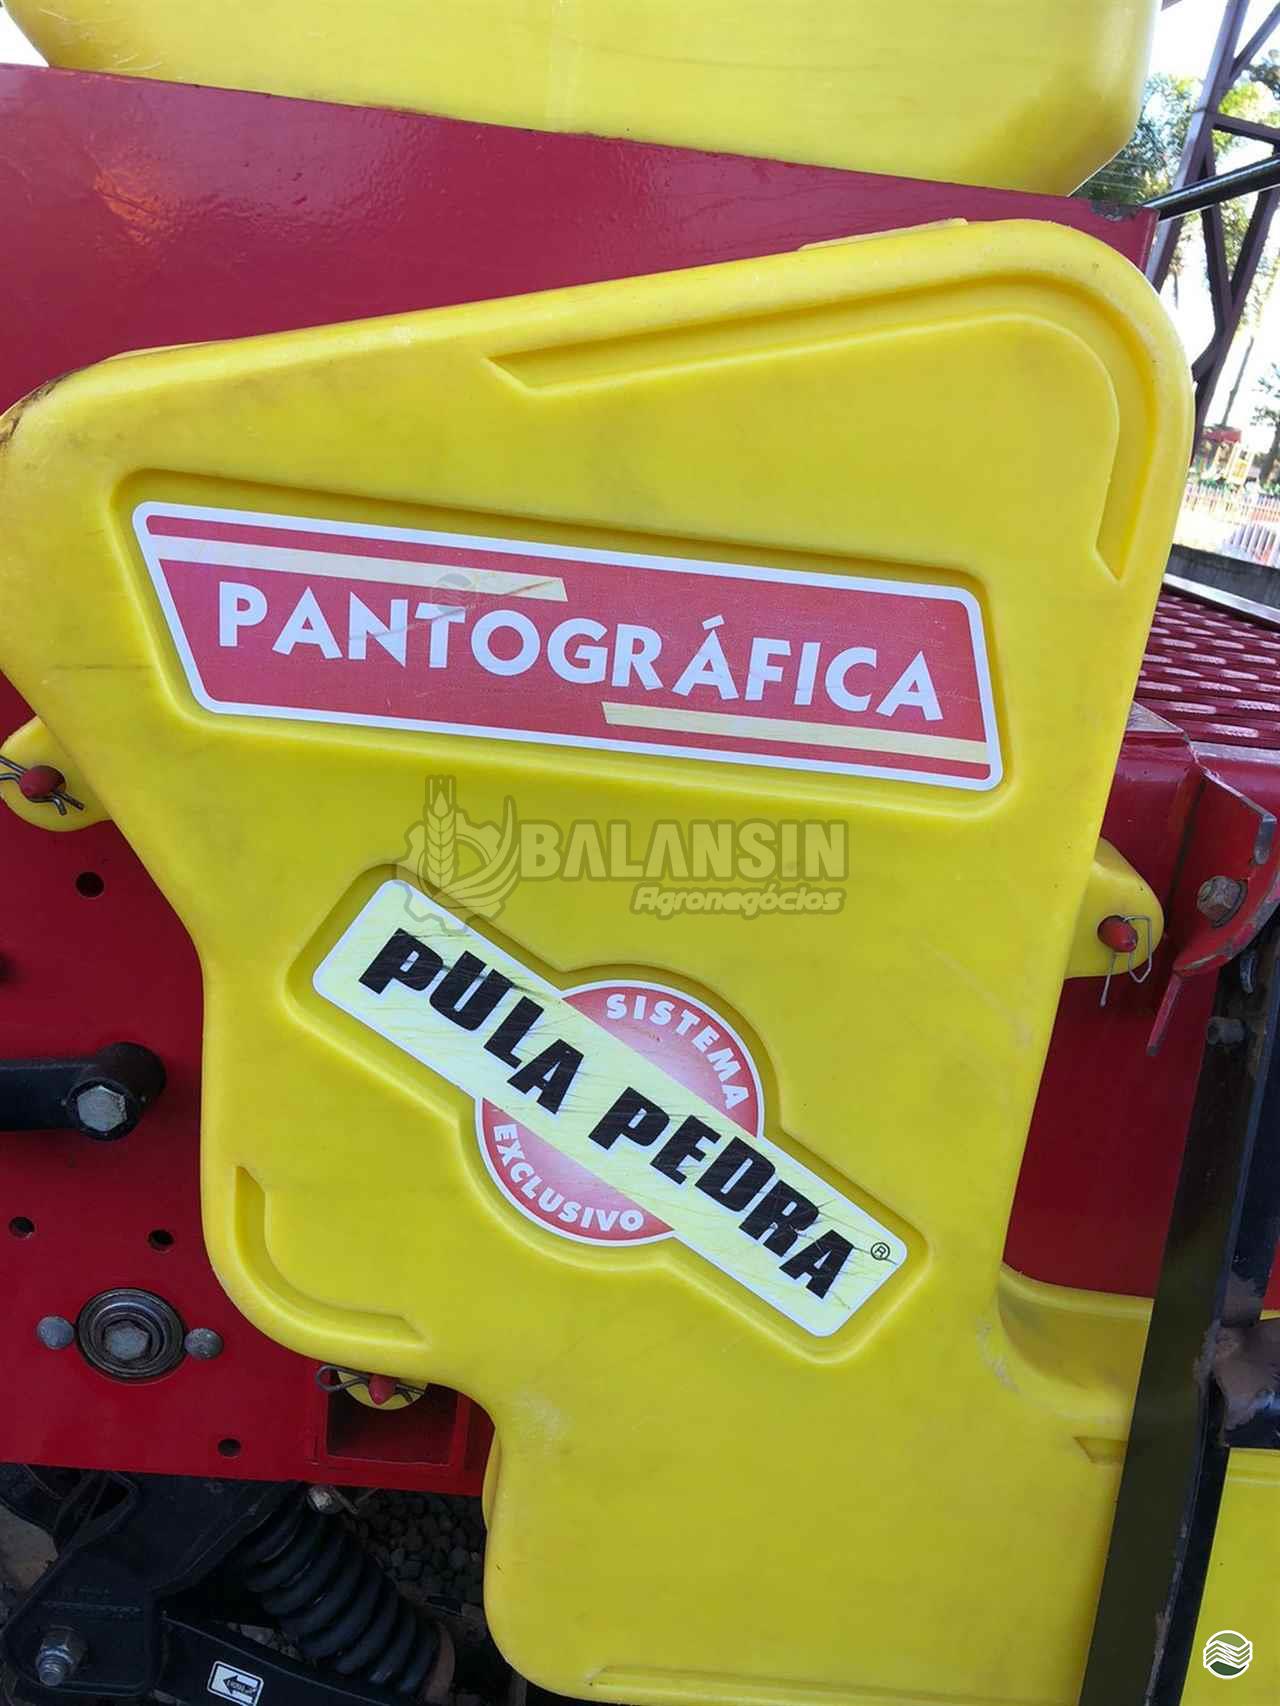 PANTOGRÁFICA
BALANSIN
Agronegócios
SISTEMA
PULA PEDRA ®
EXCLUSIVO